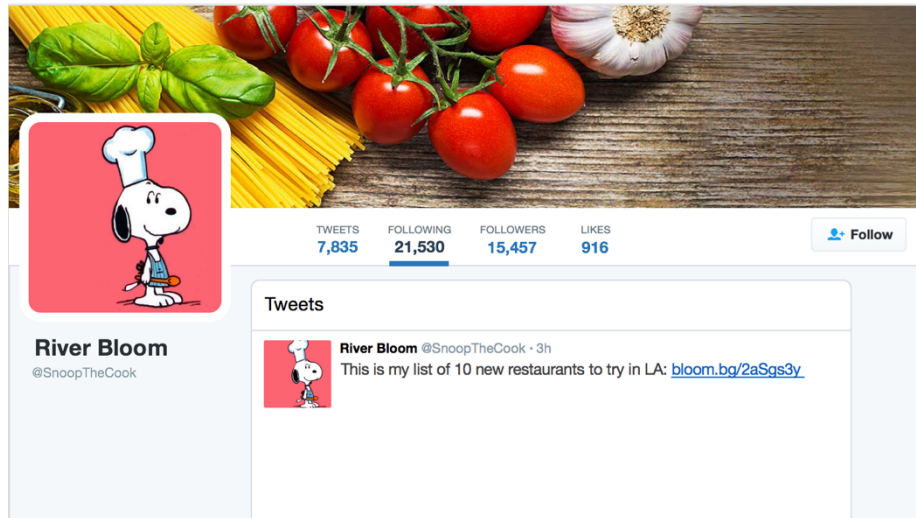 TWEETS FOLLOWING FOLLOWERS LIKES
7,835 21,530 15,457 916
Follow
Tweets
River Bloom
@SnoopTheCook
River Bloom @SnoopTheCook · 3h
This is my list of 10 new restaurants to try in LA: bloom.bg/2aSgs3y